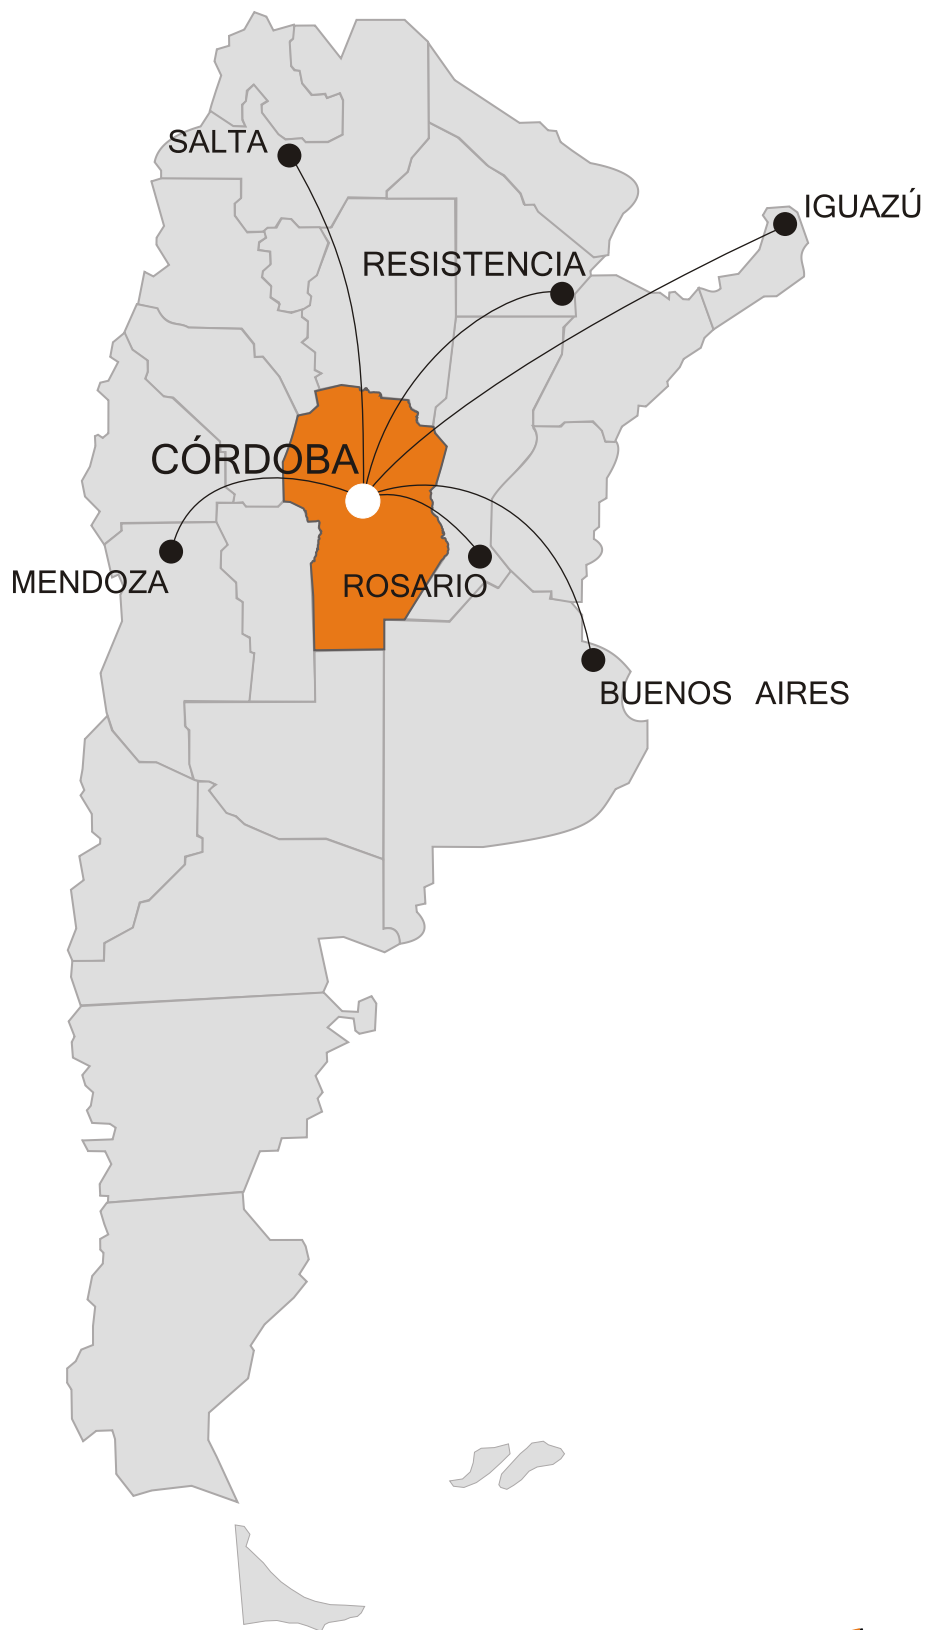 SALTA
IGUAZÚ
RESISTENCIA
CÓRDOBA
MENDOZA
ROSARIO
BUENOS AIRES